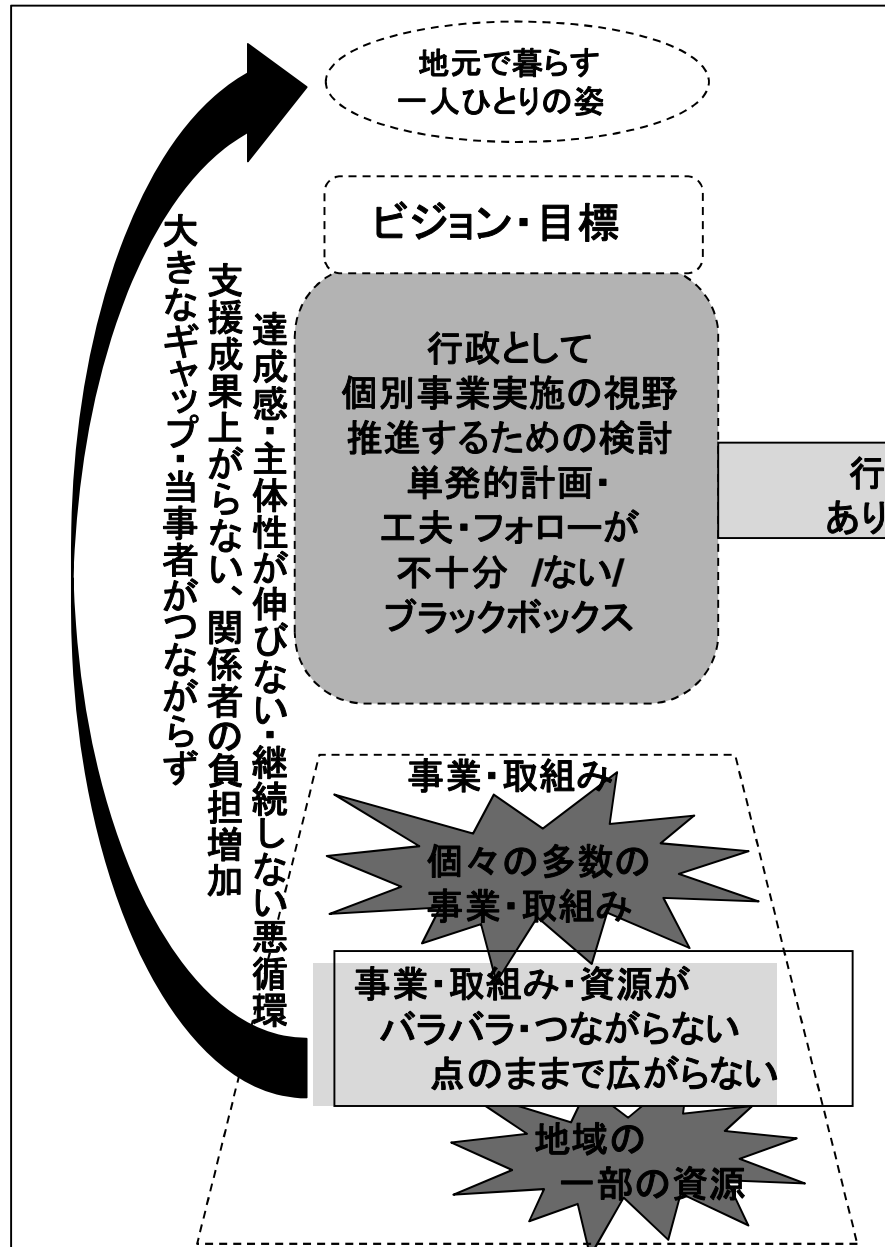 地元で暮らす
一人ひとりの姿
ビジョン・目標
大きなギャップ・当事者がつながらず
支援成果上がらない、関係者の負担増加
達成感・主体性が伸びない・継続しない悪循環
行政として
個別事業実施の視野
推進するための検討
単発的計画・
工夫・フォローが
不十分 /ない/
ブラックボックス
行
あり
事業・取組み
個々の多数の
事業・取組み
事業・取組み・資源が
バラバラ・つながらない
点のままで広がらない
地域の
一部の資源